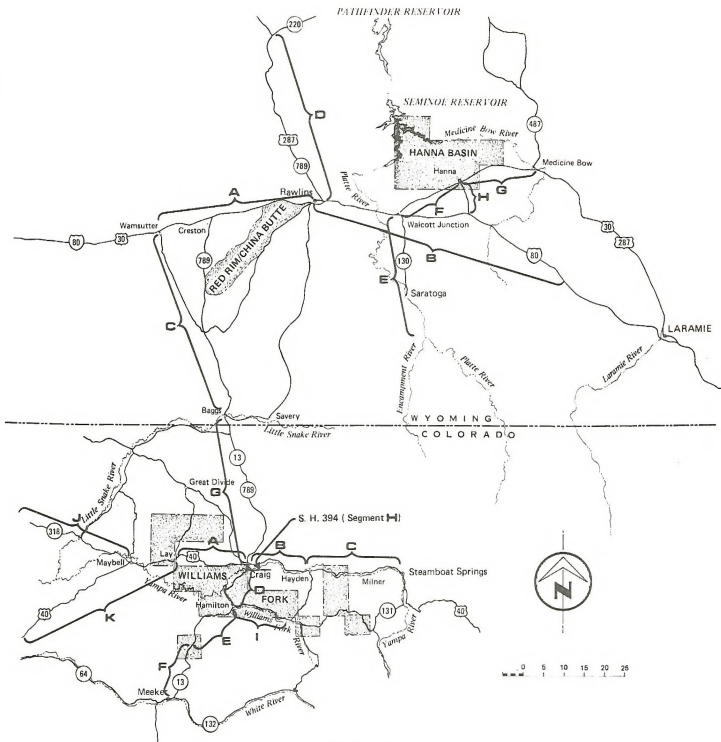 PATHFINDER RESERVOIR
220
SEMINOE RESERVOIR
D
487
Medicine Bow River
287
HANNA BASIN
Medicine Bow
Hanna
789
Platte River
G
H
A
Rawlins
F
30
Wamsutter
Walcott Junction
287
80
30
Creston
B
789
RED RIM/CHINA BUTTE
130
80
E
Saratoga
C
LARAMIE
Encampment River
Platte River
Laramie River
Baggs
Savery
WYOMING
Little Snake River
COLORADO
13
Little Snake River
Great Divide
G
789
J
S. H. 394 (Segment H)
318
A
B
C
Lay
40
Maybell
WILLIAMS
Craig
Hayden
Milner
Steamboat Springs
Yampa River
D
FORK
Hamilton
K
Williams Fork
River
131
40
40
E
I
Yampa River
N
F
64
13
0 5 10 15 20 25
Meeker
White River
132